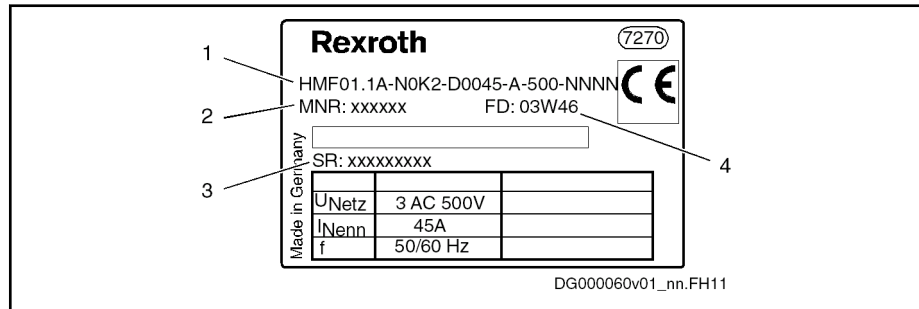 Rexroth 7270
1
HMF01.1A-N0K2-D0045-A-500-NNNN CE
2
MNR: xxxxxx FD: 03W46
Made in Germany
SR: xxxxxxxxx
3
4
UNetz 3 AC 500V
INenn 45A
f 50/60 Hz
DG000060v01_nn.FH11